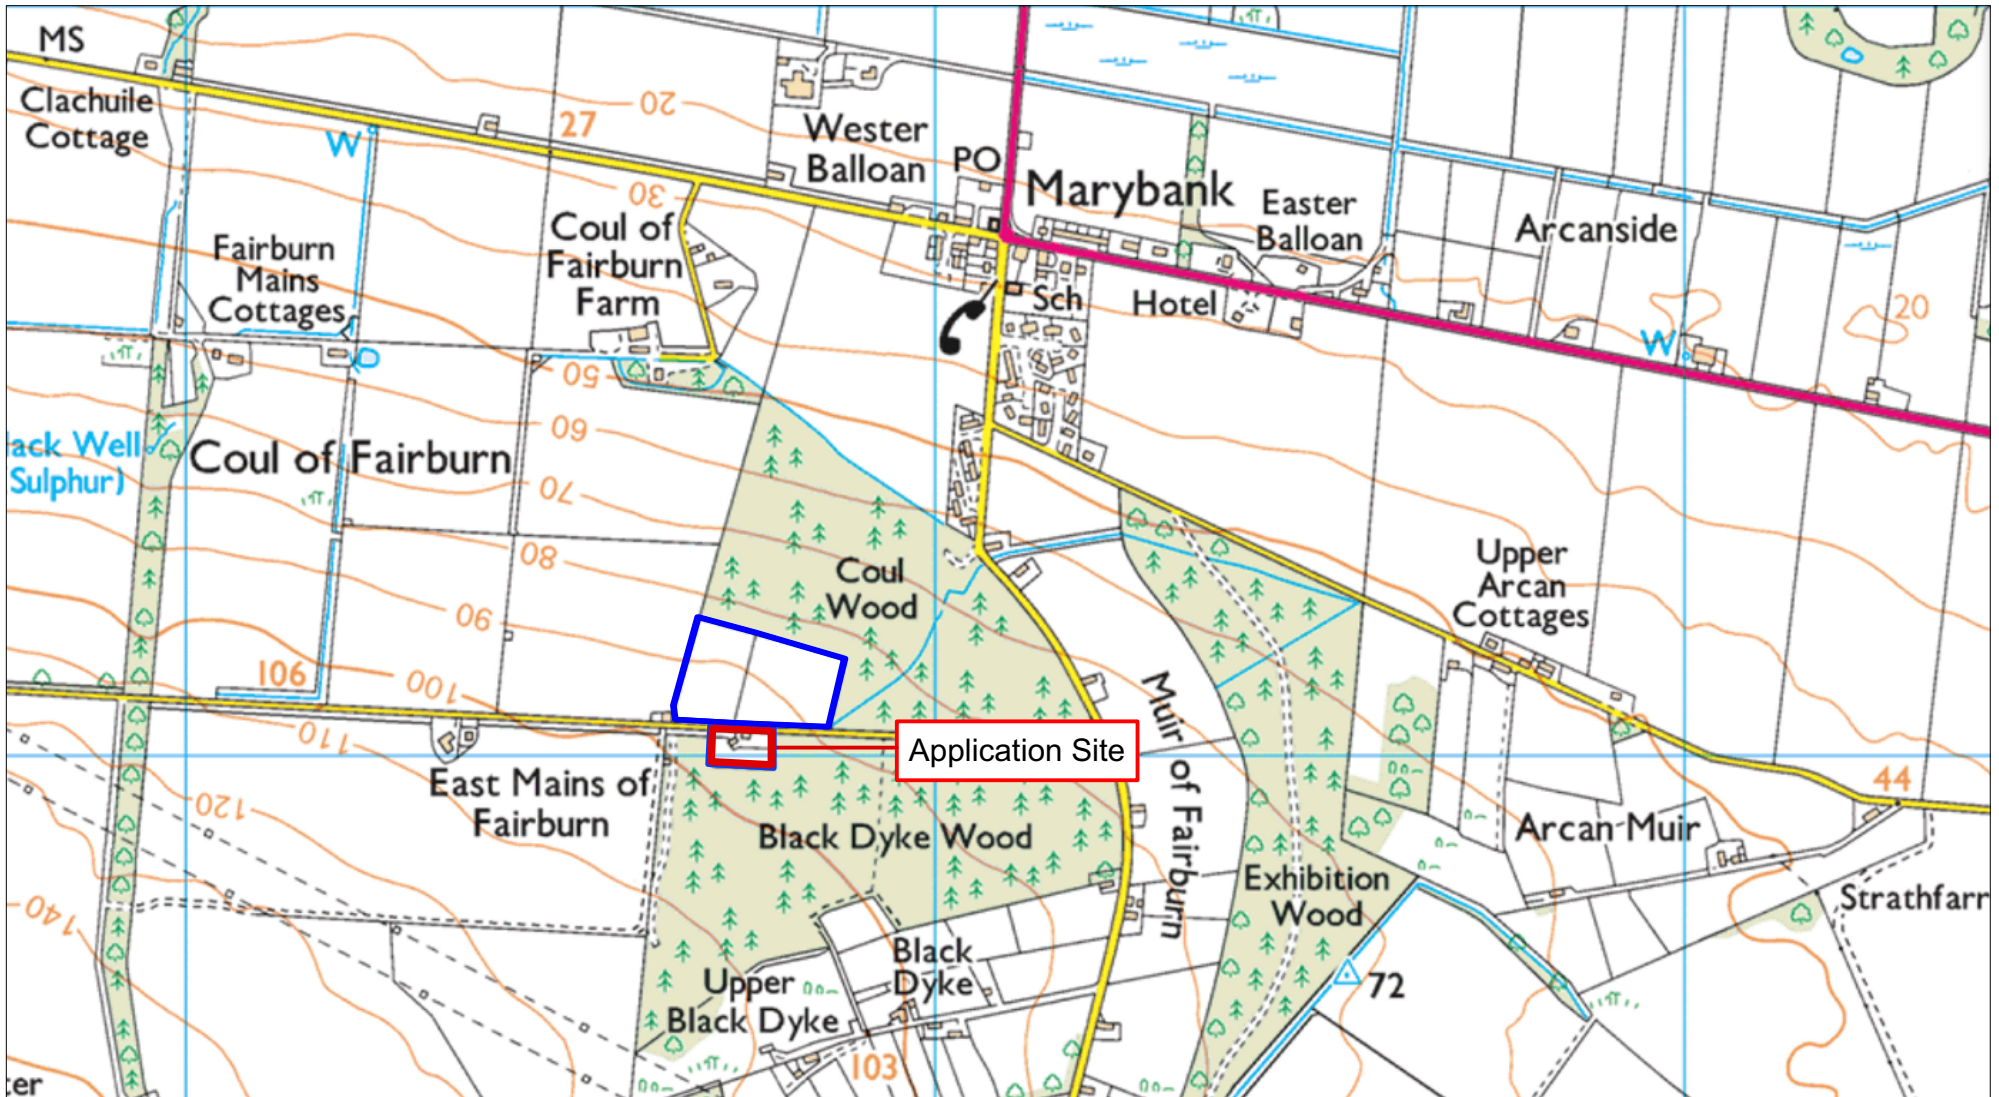 MS
Clachuile
Cottage
W
27
20
30
Wester
Balloan
PO
Marybank
Easter
Balloan
Arcanside
Fairburn
Mains
Cottages
Coul of
Fairburn
Farm
Sch
Hotel
W
20
50
60
70
80
90
100
lack Well
Sulphur)
Coul of Fairburn
Coul
Wood
Upper
Arcan
Cottages
106
110
120
140
East Mains of
Fairburn
Application Site
Black Dyke Wood
Muir of Fairburn
Exhibition
Wood
44
Arcan Muir
Strathfarr
Upper
Black Dyke
Black
Dyke
72
103
ter